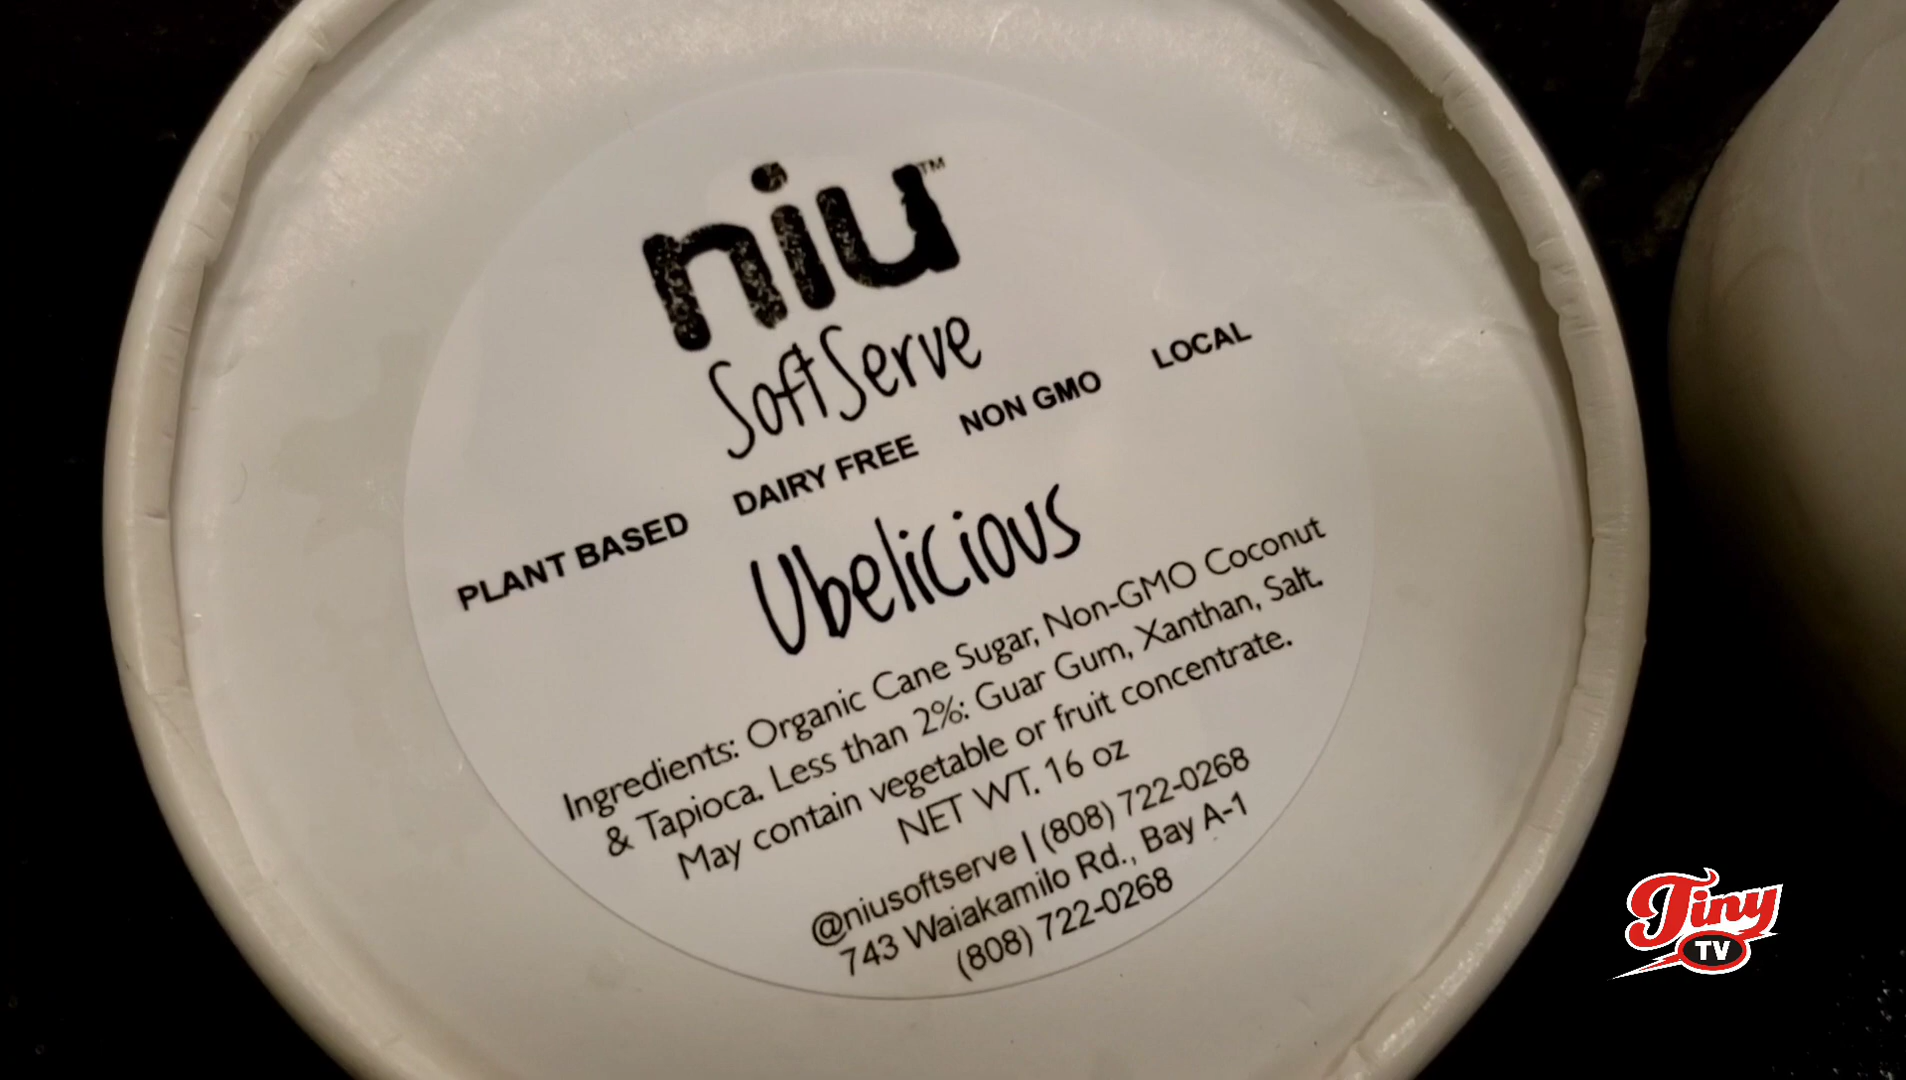 niu™
Soft Serve
PLANT BASED DAIRY FREE NON GMO LOCAL
Ubelicious
Ingredients: Organic Cane Sugar, Non-GMO Coconut
& Tapioca. Less than 2%: Guar Gum, Xanthan, Salt.
May contain vegetable or fruit concentrate.
NET WT. 16 oz
@niusoftserve | (808) 722-0268
743 Waiakamilo Rd., Bay A-1
(808) 722-0268
Tiny
TV